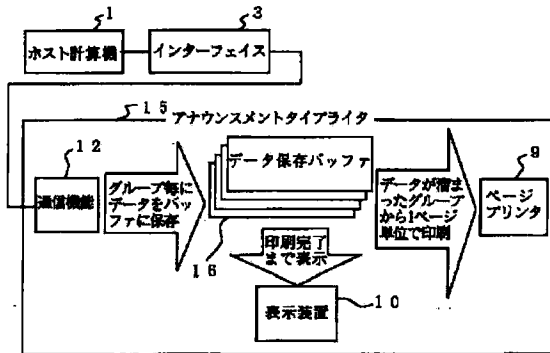 1
3
ホスト計算機
インターフェイス
15
アナウンスメントタイプライタ
12
通信機能
グループ毎に
データをバッ
ファに保存
データ保存バッファ
16
データが溜ま
ったグループ
から1ページ
単位で印刷
9
ページ
プリンタ
印刷完了
まで表示
10
表示装置